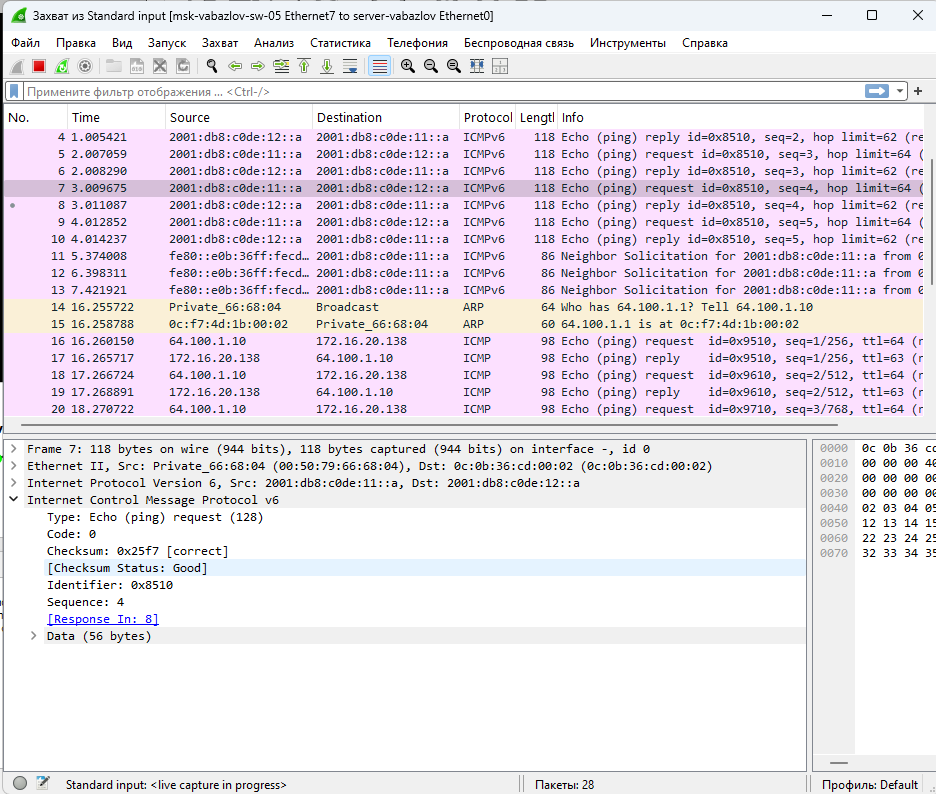 Захват из Standard input [msk-vabazlov-sw-05 Ethernet7 to server-vabazlov Ethernet0]
Файл Правка Вид Запуск Захват Анализ Статистика Телефония Беспроводная связь Инструменты Справка
Примените фильтр отображения ... <Ctrl-/>
No. Time Source Destination Protocol Lengtl Info
4 1.005421 2001:db8:c0de:12::a 2001:db8:c0de:11::a ICMPv6 118 Echo (ping) reply id=0x8510, seq=2, hop limit=62 (re
5 2.007059 2001:db8:c0de:11::a 2001:db8:c0de:12::a ICMPv6 118 Echo (ping) request id=0x8510, seq=3, hop limit=64 (
6 2.008290 2001:db8:c0de:12::a 2001:db8:c0de:11::a ICMPv6 118 Echo (ping) reply id=0x8510, seq=3, hop limit=62 (re
7 3.009675 2001:db8:c0de:11::a 2001:db8:c0de:12::a ICMPv6 118 Echo (ping) request id=0x8510, seq=4, hop limit=64 (
8 3.011087 2001:db8:c0de:12::a 2001:db8:c0de:11::a ICMPv6 118 Echo (ping) reply id=0x8510, seq=4, hop limit=62 (re
9 4.012852 2001:db8:c0de:11::a 2001:db8:c0de:12::a ICMPv6 118 Echo (ping) request id=0x8510, seq=5, hop limit=64 (
10 4.014237 2001:db8:c0de:12::a 2001:db8:c0de:11::a ICMPv6 118 Echo (ping) reply id=0x8510, seq=5, hop limit=62 (re
11 5.374008 fe80::e0b:36ff:fecd… 2001:db8:c0de:11::a ICMPv6 86 Neighbor Solicitation for 2001:db8:c0de:11::a from 0
12 6.398311 fe80::e0b:36ff:fecd… 2001:db8:c0de:11::a ICMPv6 86 Neighbor Solicitation for 2001:db8:c0de:11::a from 0
13 7.421921 fe80::e0b:36ff:fecd… 2001:db8:c0de:11::a ICMPv6 86 Neighbor Solicitation for 2001:db8:c0de:11::a from 0
14 16.255722 Private_66:68:04 Broadcast ARP 64 Who has 64.100.1.1? Tell 64.100.1.10
15 16.258788 0c:f7:4d:1b:00:02 Private_66:68:04 ARP 60 64.100.1.1 is at 0c:f7:4d:1b:00:02
16 16.260150 64.100.1.10 172.16.20.138 ICMP 98 Echo (ping) request id=0x9510, seq=1/256, ttl=64 (r
17 16.265717 172.16.20.138 64.100.1.10 ICMP 98 Echo (ping) reply id=0x9510, seq=1/256, ttl=63 (r
18 17.266724 64.100.1.10 172.16.20.138 ICMP 98 Echo (ping) request id=0x9610, seq=2/512, ttl=64 (r
19 17.268891 172.16.20.138 64.100.1.10 ICMP 98 Echo (ping) reply id=0x9610, seq=2/512, ttl=63 (r
20 18.270722 64.100.1.10 172.16.20.138 ICMP 98 Echo (ping) request id=0x9710, seq=3/768, ttl=64 (r
Frame 7: 118 bytes on wire (944 bits), 118 bytes captured (944 bits) on interface -, id 0
Ethernet II, Src: Private_66:68:04 (00:50:79:66:68:04), Dst: 0c:0b:36:cd:00:02 (0c:0b:36:cd:00:02)
Internet Protocol Version 6, Src: 2001:db8:c0de:11::a, Dst: 2001:db8:c0de:12::a
Internet Control Message Protocol v6
Type: Echo (ping) request (128)
Code: 0
Checksum: 0x25f7 [correct]
[Checksum Status: Good]
Identifier: 0x8510
Sequence: 4
[Response In: 8]
Data (56 bytes)
0000 0c 0b 36 cd
0010 00 00 00 40
0020 00 00 00 00
0030 00 00 00 00
0040 02 03 04 05
0050 12 13 14 15
0060 22 23 24 25
0070 32 33 34 35
Standard input: <live capture in progress>
Пакеты: 28
Профиль: Default